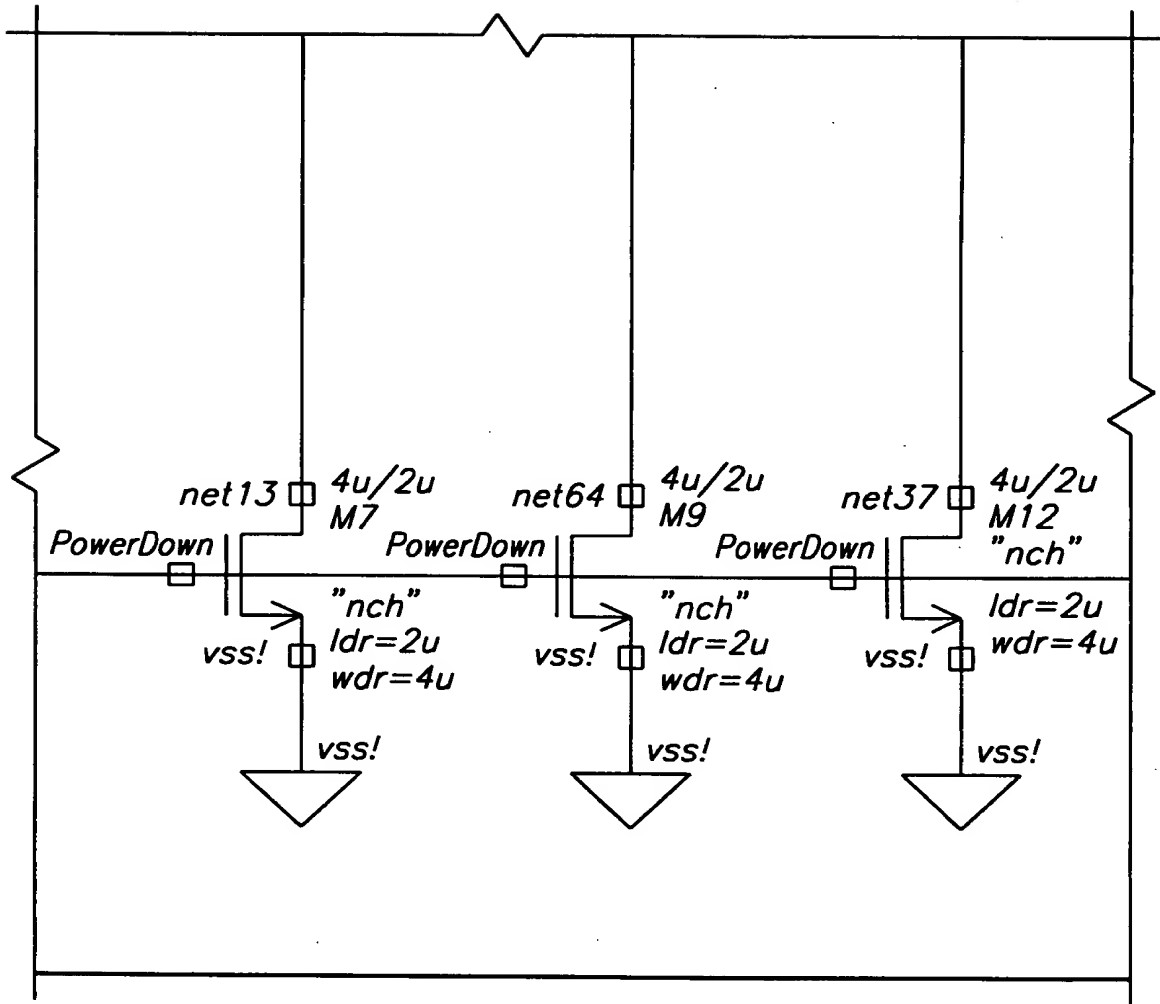 net13
4u/2u
M7
PowerDown
"nch"
vss!
ldr=2u
wdr=4u
vss!
net64
4u/2u
M9
PowerDown
"nch"
vss!
ldr=2u
wdr=4u
vss!
net37
4u/2u
M12
"nch"
PowerDown
ldr=2u
vss!
wdr=4u
vss!